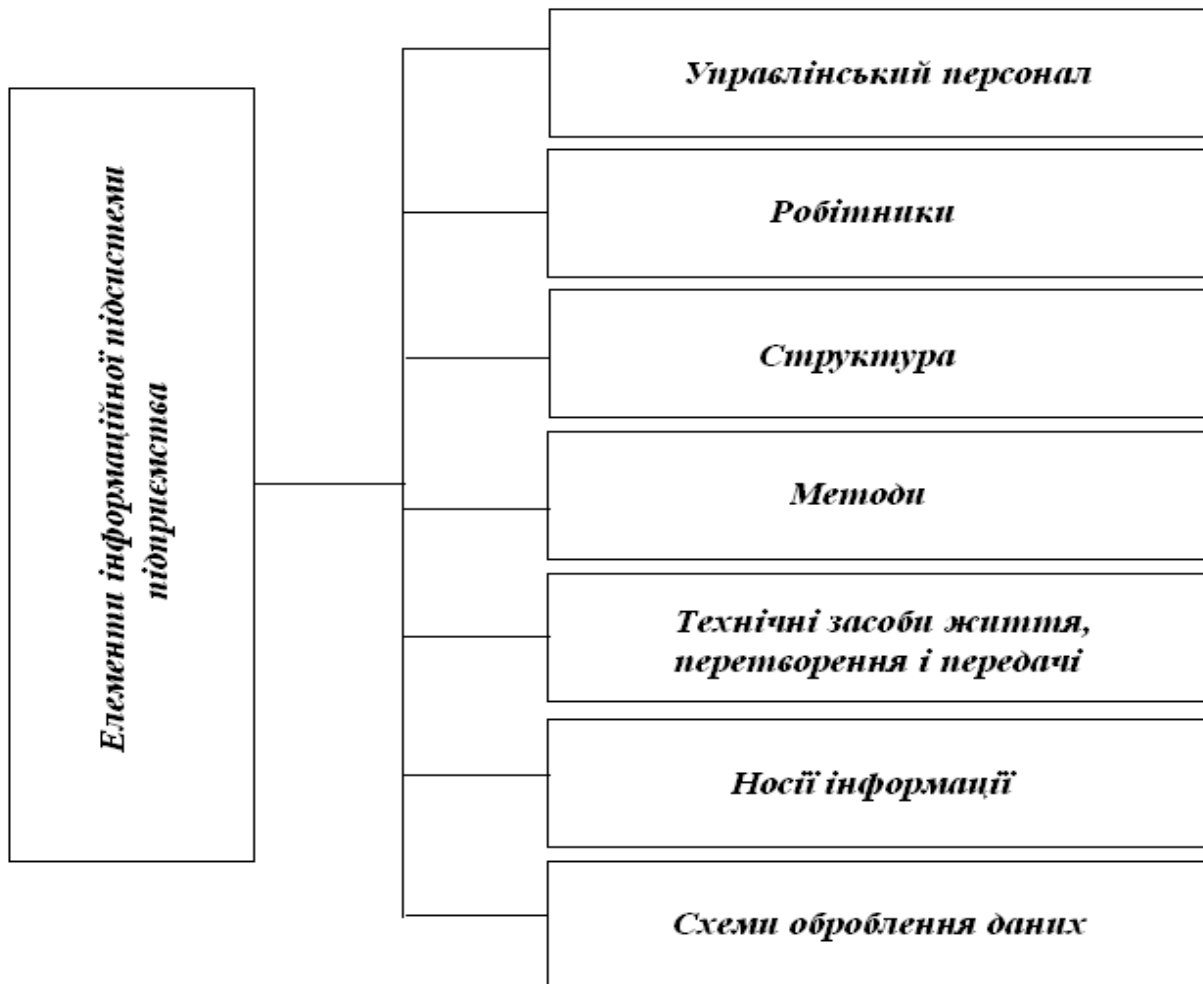 Елементи інформаційної підсистеми
підприємства
Управлінський персонал
Робітники
Структура
Методи
Технічні засоби життя,
перетворення і передачі
Носії інформації
Схеми оброблення даних